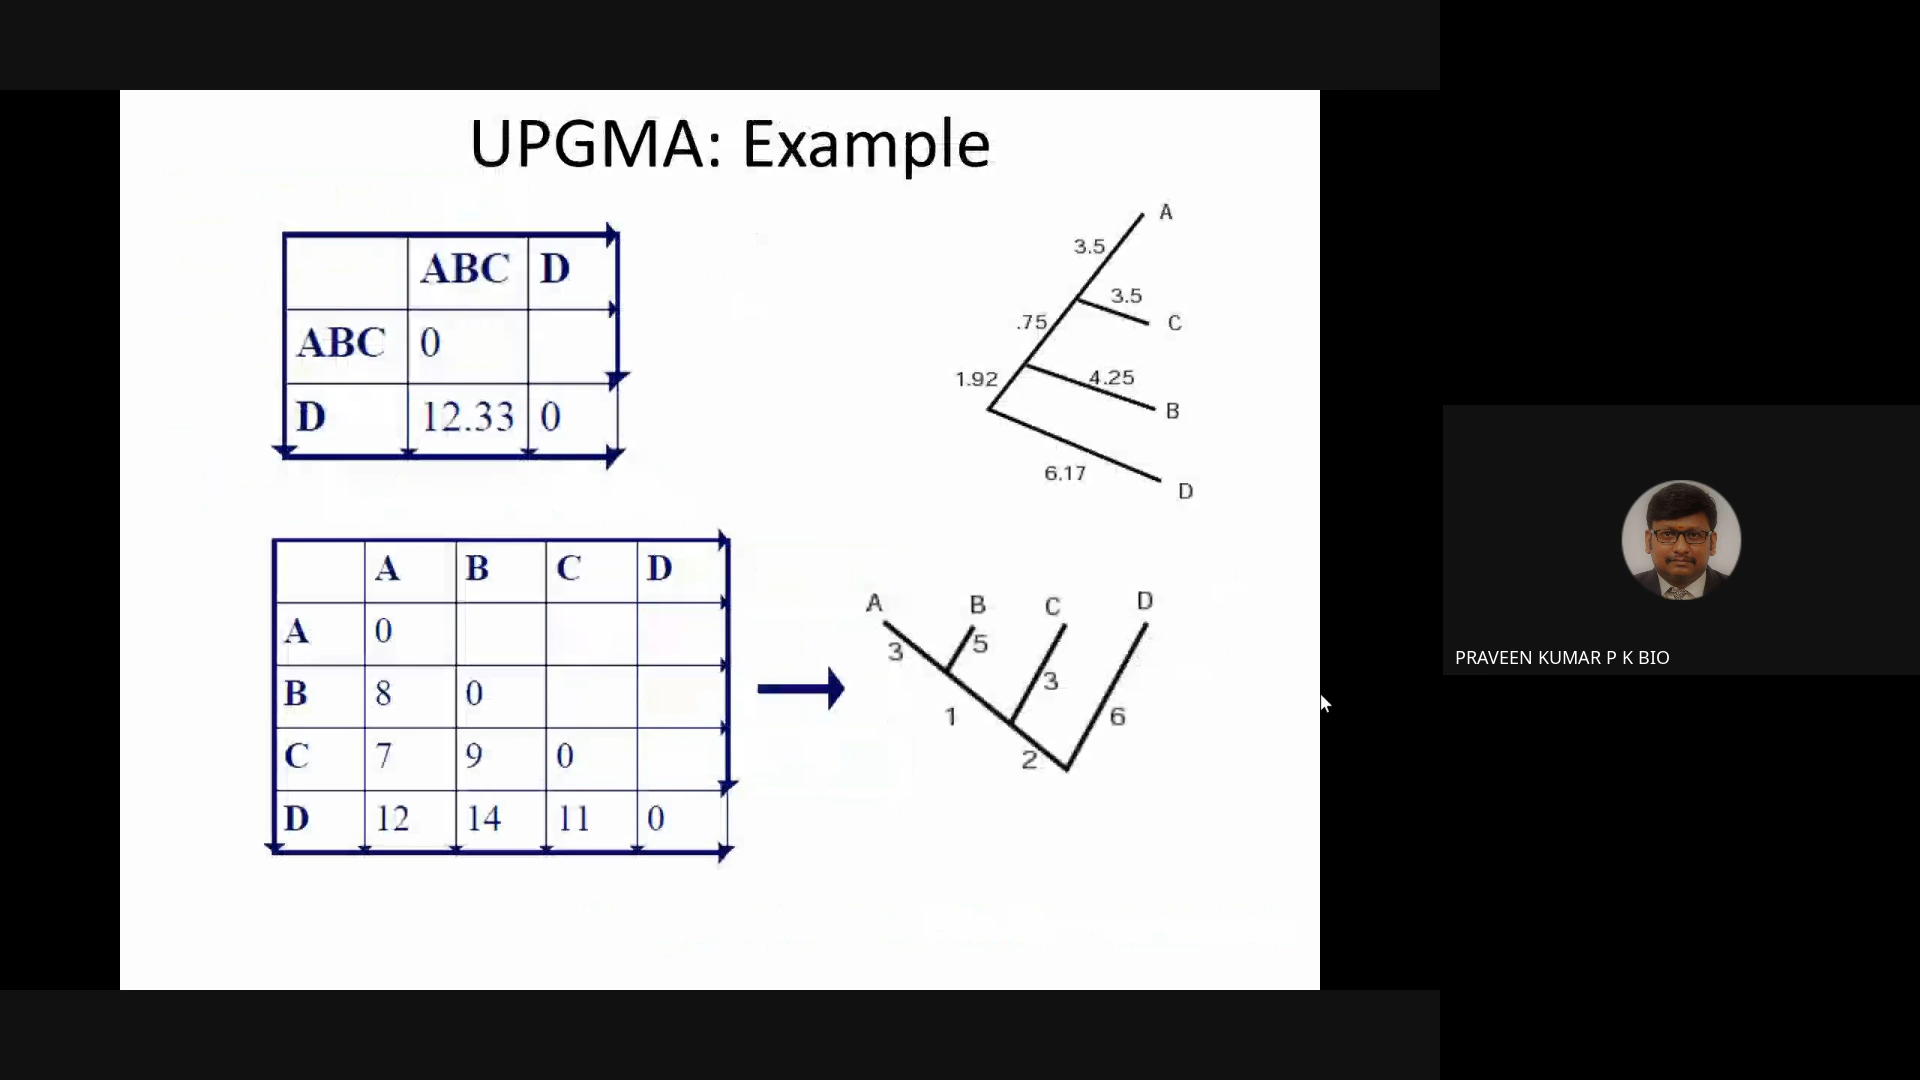 UPGMA: Example
ABC D
ABC 0
D 12.33 0
A
3.5
3.5
C
.75
1.92
4.25
B
6.17
D
A B C D
A 0
B 8 0
C 7 9 0
D 12 14 11 0
A B C D
3 5
3
1 6
2
PRAVEEN KUMAR P K BIO